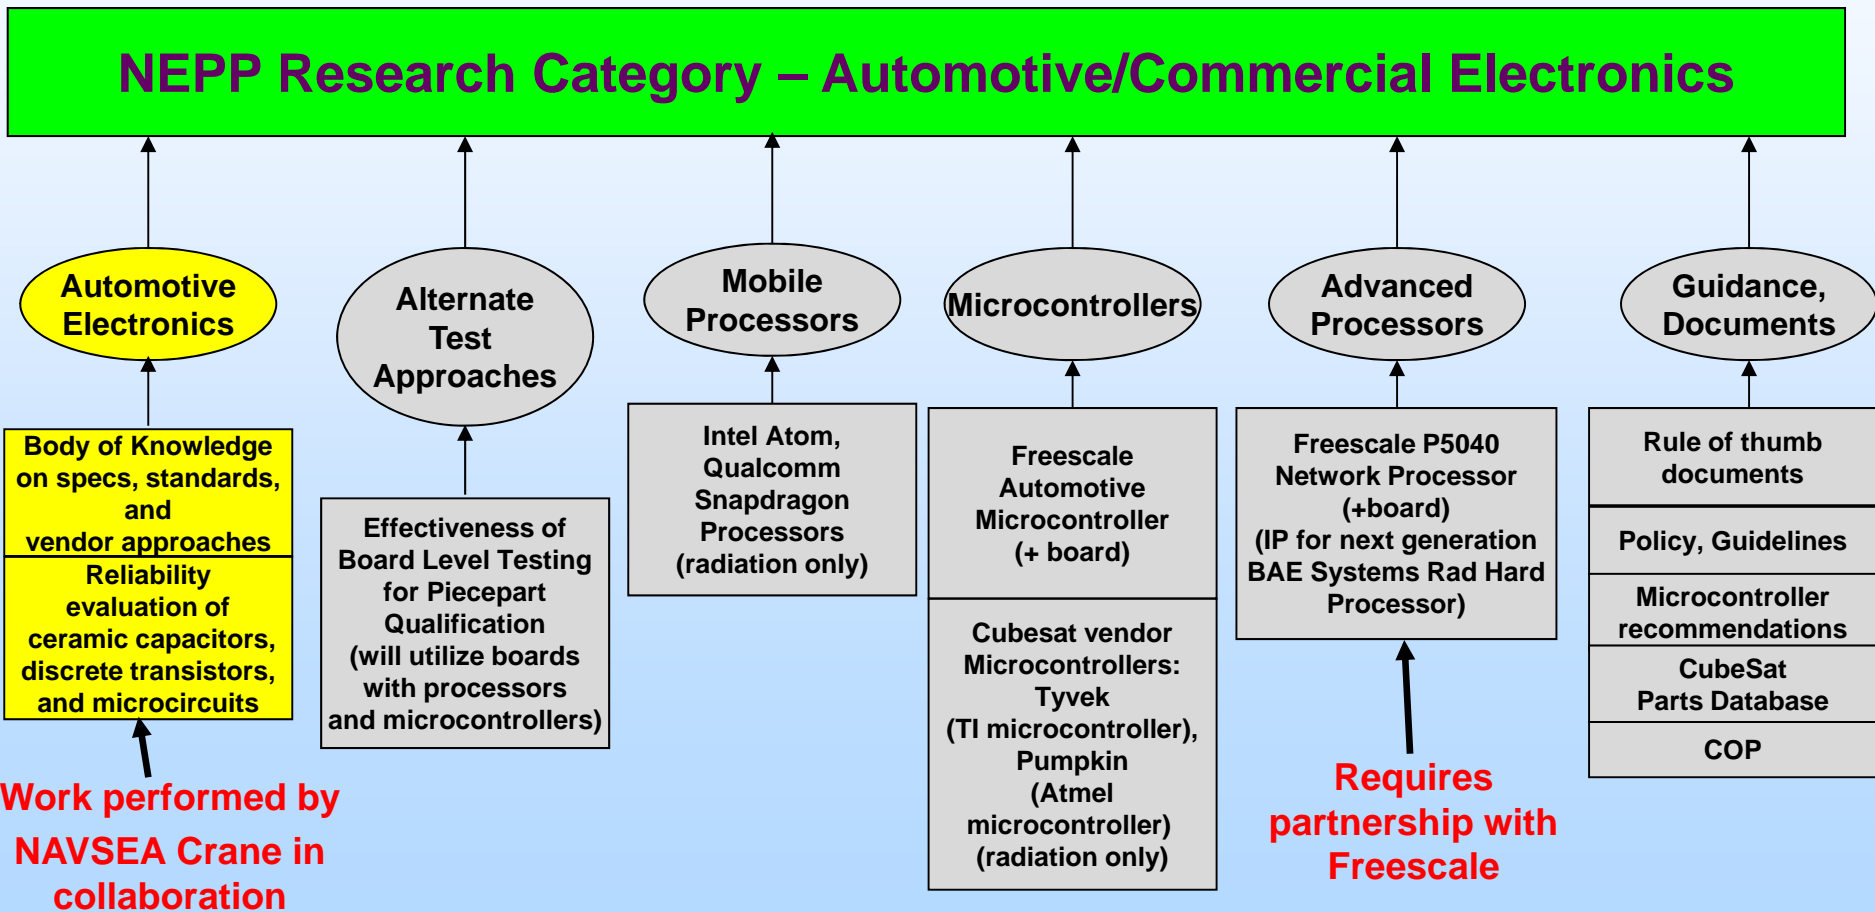 NEPP Research Category – Automotive/Commercial Electronics
Automotive
Electronics
Body of Knowledge
on specs, standards,
and
vendor approaches
Reliability
evaluation of
ceramic capacitors,
discrete transistors,
and microcircuits
Work performed by
NAVSEA Crane in
collaboration
Alternate
Test
Approaches
Effectiveness of
Board Level Testing
for Piecepart
Qualification
(will utilize boards
with processors
and microcontrollers)
Mobile
Processors
Intel Atom,
Qualcomm
Snapdragon
Processors
(radiation only)
Microcontrollers
Freescale
Automotive
Microcontroller
(+ board)
Cubesat vendor
Microcontrollers:
Tyvek
(TI microcontroller),
Pumpkin
(Atmel
microcontroller)
(radiation only)
Advanced
Processors
Freescale P5040
Network Processor
(+board)
(IP for next generation
BAE Systems Rad Hard
Processor)
Requires
partnership with
Freescale
Guidance,
Documents
Rule of thumb
documents
Policy, Guidelines
Microcontroller
recommendations
CubeSat
Parts Database
COP